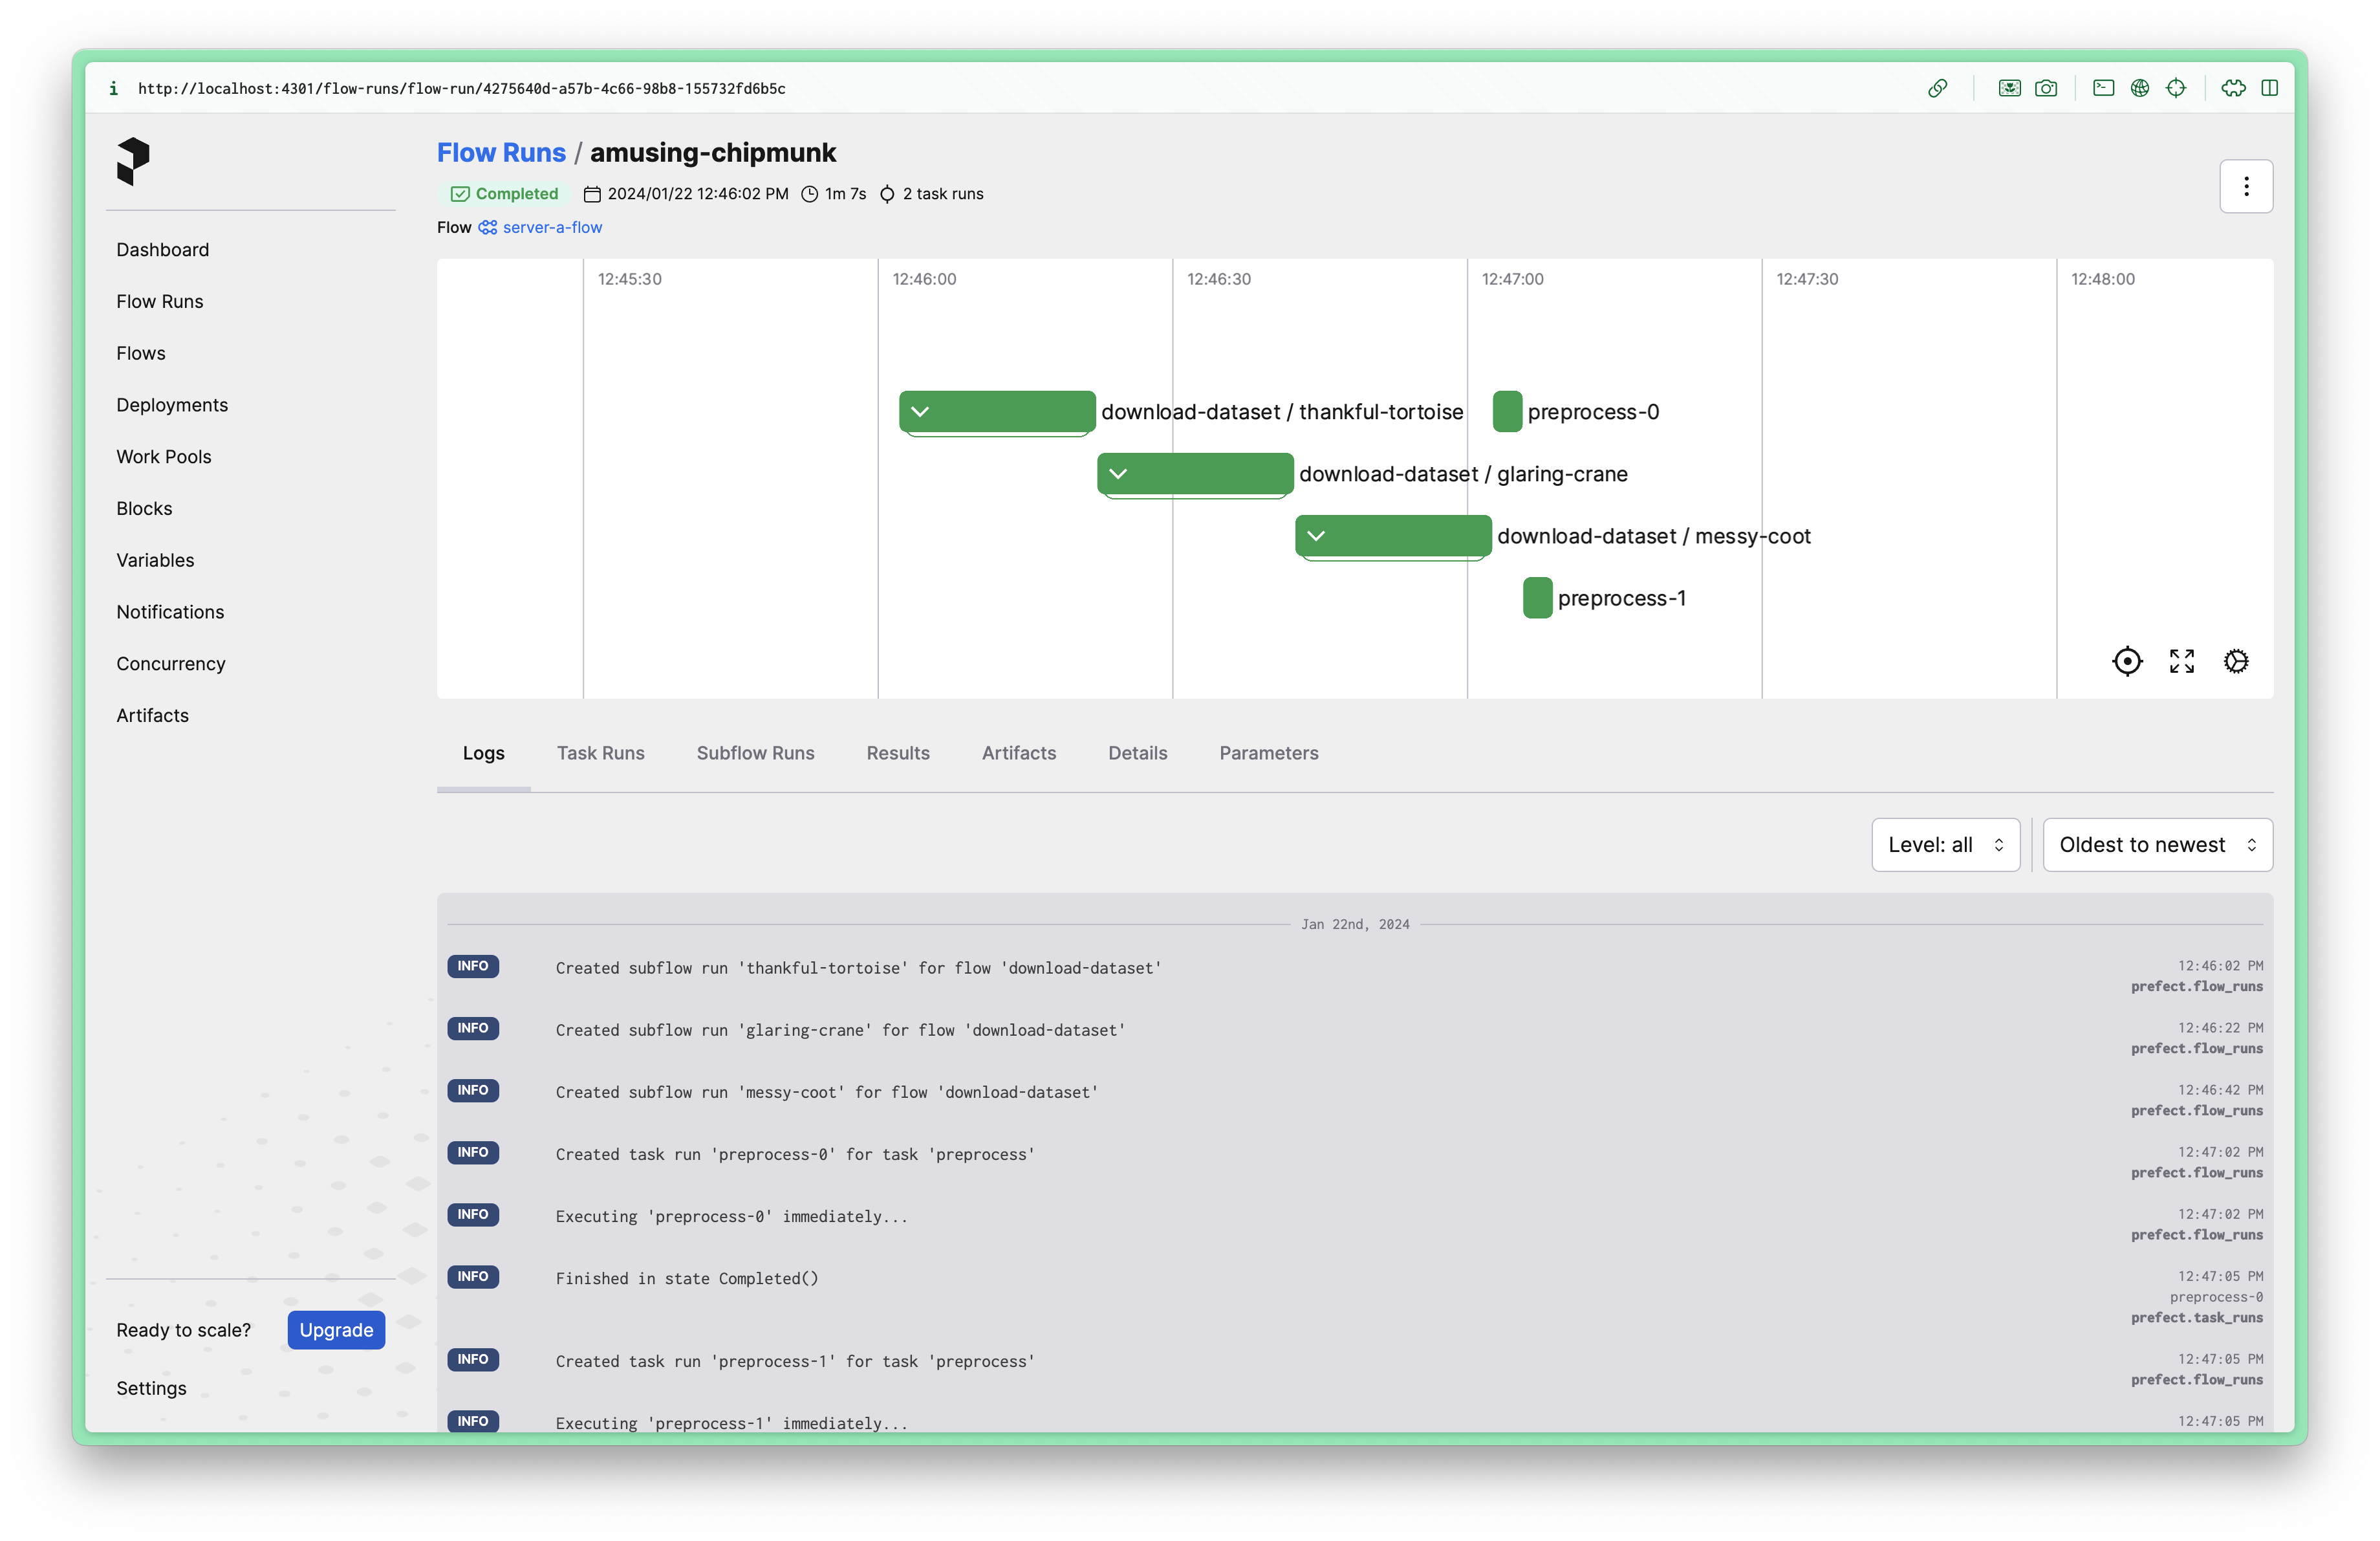 i http://localhost:4301/flow-runs/flow-run/4275640d-a57b-4c66-98b8-155732fd6b5c
Flow Runs / amusing-chipmunk
Completed 2024/01/22 12:46:02 PM 1m 7s 2 task runs
Flow server-a-flow
Dashboard
Flow Runs
Flows
Deployments
Work Pools
Blocks
Variables
Notifications
Concurrency
Artifacts
Ready to scale? Upgrade
Settings
12:45:30 12:46:00 12:46:30 12:47:00 12:47:30 12:48:00
download-dataset / thankful-tortoise preprocess-0
download-dataset / glaring-crane
download-dataset / messy-coot
preprocess-1
Logs Task Runs Subflow Runs Results Artifacts Details Parameters
Level: all Oldest to newest
Jan 22nd, 2024
INFO Created subflow run 'thankful-tortoise' for flow 'download-dataset' 12:46:02 PM
prefect.flow_runs
INFO Created subflow run 'glaring-crane' for flow 'download-dataset' 12:46:22 PM
prefect.flow_runs
INFO Created subflow run 'messy-coot' for flow 'download-dataset' 12:46:42 PM
prefect.flow_runs
INFO Created task run 'preprocess-0' for task 'preprocess' 12:47:02 PM
prefect.flow_runs
INFO Executing 'preprocess-0' immediately... 12:47:02 PM
prefect.flow_runs
INFO Finished in state Completed() 12:47:05 PM
preprocess-0
prefect.task_runs
INFO Created task run 'preprocess-1' for task 'preprocess' 12:47:05 PM
prefect.flow_runs
INFO Executing 'preprocess-1' immediately... 12:47:05 PM